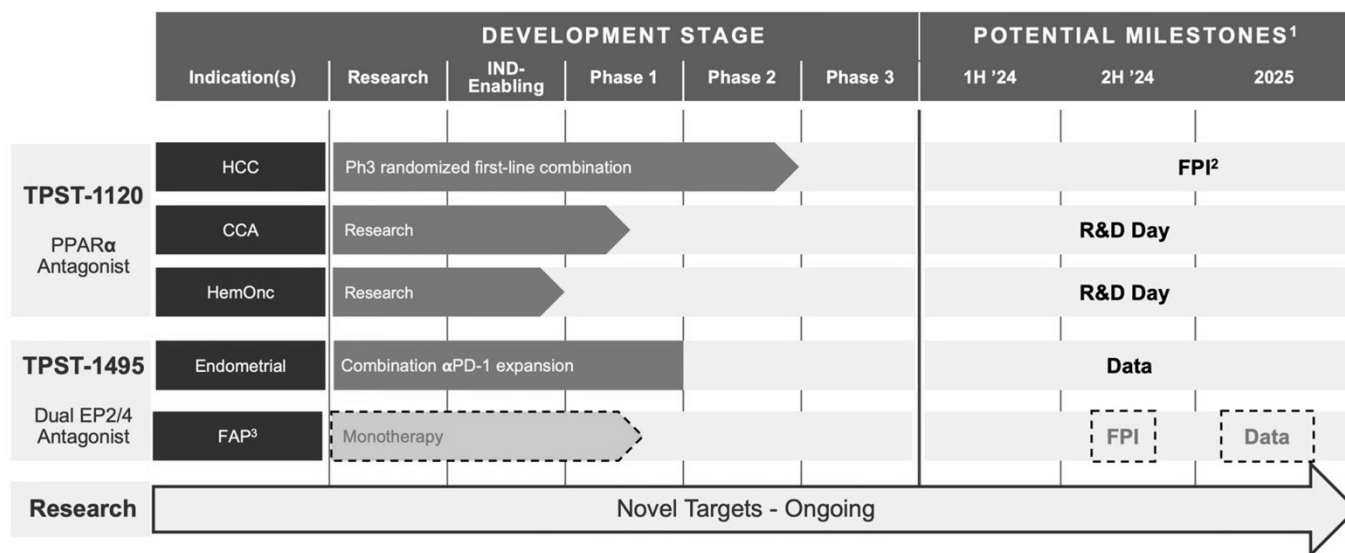 DEVELOPMENT STAGE
POTENTIAL MILESTONES¹
Indication(s)
Research
IND-
Enabling
Phase 1
Phase 2
Phase 3
1H ’24
2H ’24
2025
TPST-1120
PPARα
Antagonist
HCC
Ph3 randomized first-line combination
FPI²
CCA
Research
R&D Day
HemOnc
Research
R&D Day
TPST-1495
Dual EP2/4
Antagonist
Endometrial
Combination αPD-1 expansion
Data
FAP³
Monotherapy
FPI
Data
Research
Novel Targets - Ongoing